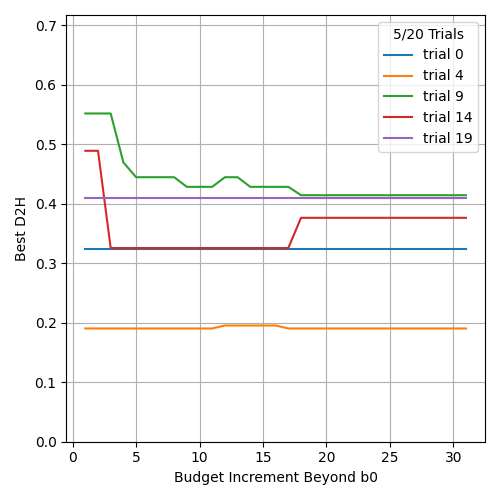 5/20 Trials
trial 0
trial 4
trial 9
trial 14
trial 19
0.7
0.6
0.5
0.4
0.3
0.2
0.1
0.0
Best D2H
0 5 10 15 20 25 30
Budget Increment Beyond b0